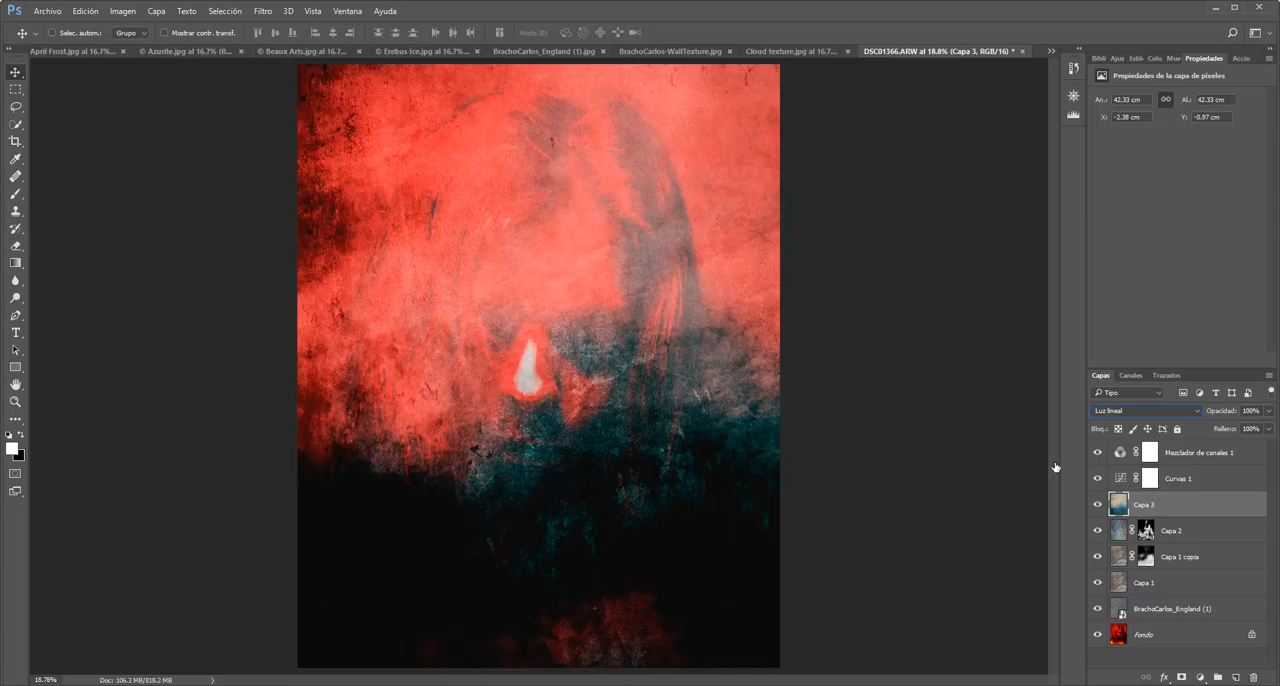 Ps Archivo Edición Imagen Capa Texto Selección Filtro 3D Vista Ventana Ayuda
Selec. autom.: Grupo Mostrar contr. transf. Modo 3D:
April Frost.jpg al 16.7%... × © Azurite.jpg al 16.7% (R... × © Beaux Arts.jpg al 16.7... × © Erebus Ice.jpg al 16.7%... × BrachoCarlos_England (1).jpg × BrachoCarlos-WallTexture.jpg × Cloud texture.jpg al 16.7... × DSC01366.ARW al 18.8% (Capa 3, RGB/16) * ×
Bibli Ajus Estil Colo Mue Propiedades Accio
Propiedades de la capa de píxeles
An.: 42.33 cm Al.: 42.33 cm
X: -2.38 cm Y: -0.97 cm
Capas Canales Trazados
Tipo
Luz lineal Opacidad: 100%
Bloq.: Relleno: 100%
Mezclador de canales 1
Curvas 1
Capa 3
Capa 2
Capa 1 copia
Capa 1
BrachoCarlos_England (1)
Fondo
18.78% Doc: 106.3 MB/818.2 MB